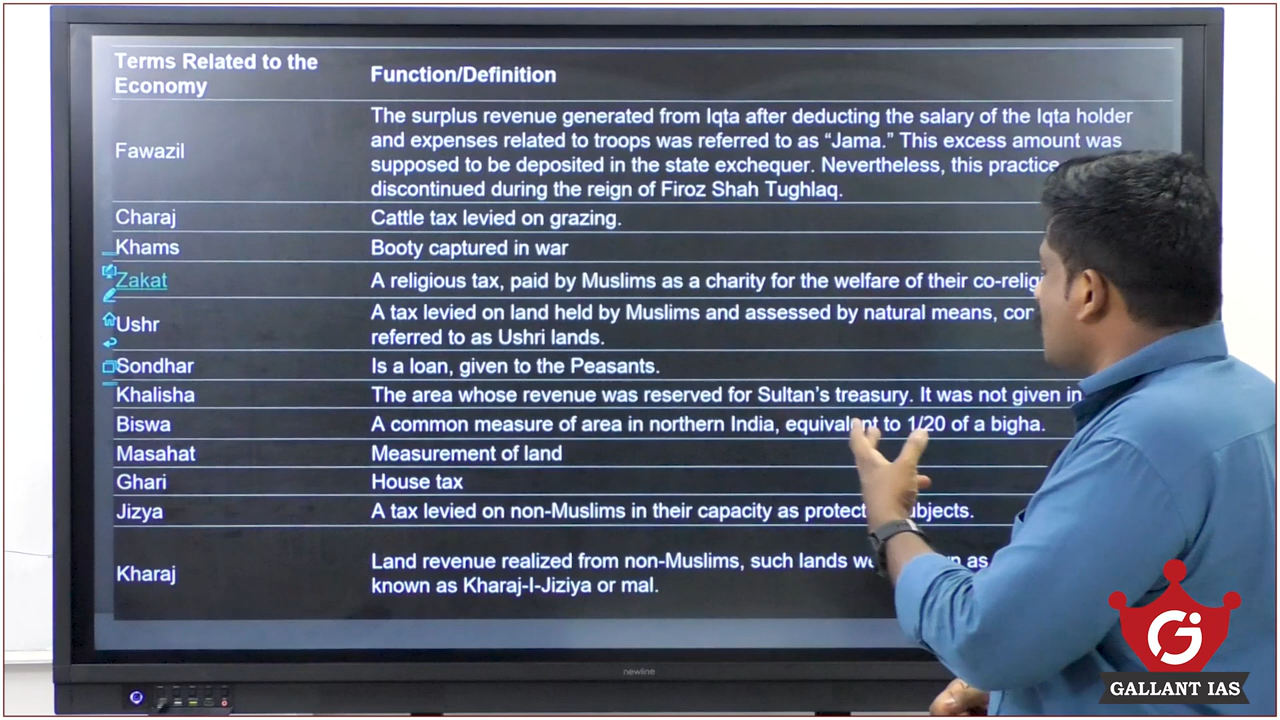 Terms Related to the
Economy
Function/Definition
Fawazil
The surplus revenue generated from Iqta after deducting the salary of the Iqta holder
and expenses related to troops was referred to as “Jama.” This excess amount was
supposed to be deposited in the state exchequer. Nevertheless, this practice
discontinued during the reign of Firoz Shah Tughlaq.
Charaj
Cattle tax levied on grazing.
Khams
Booty captured in war
Zakat
A religious tax, paid by Muslims as a charity for the welfare of their
Ushr
A tax levied on land held by Muslims and assessed by natural means,
referred to as Ushri lands.
Sondhar
Is a loan, given to the Peasants.
Khalisha
The area whose revenue was reserved for Sultan’s treasury. It was not given in
Biswa
A common measure of area in northern India, equivalent to 1/20 of a bigha.
Masahat
Measurement of land
Ghari
House tax
Jizya
A tax levied on non-Muslims in their capacity as
Kharaj
Land revenue realized from non-Muslims, such lands as
known as Kharaj-I-Jiziya or mal.
newline
GALLANT IAS